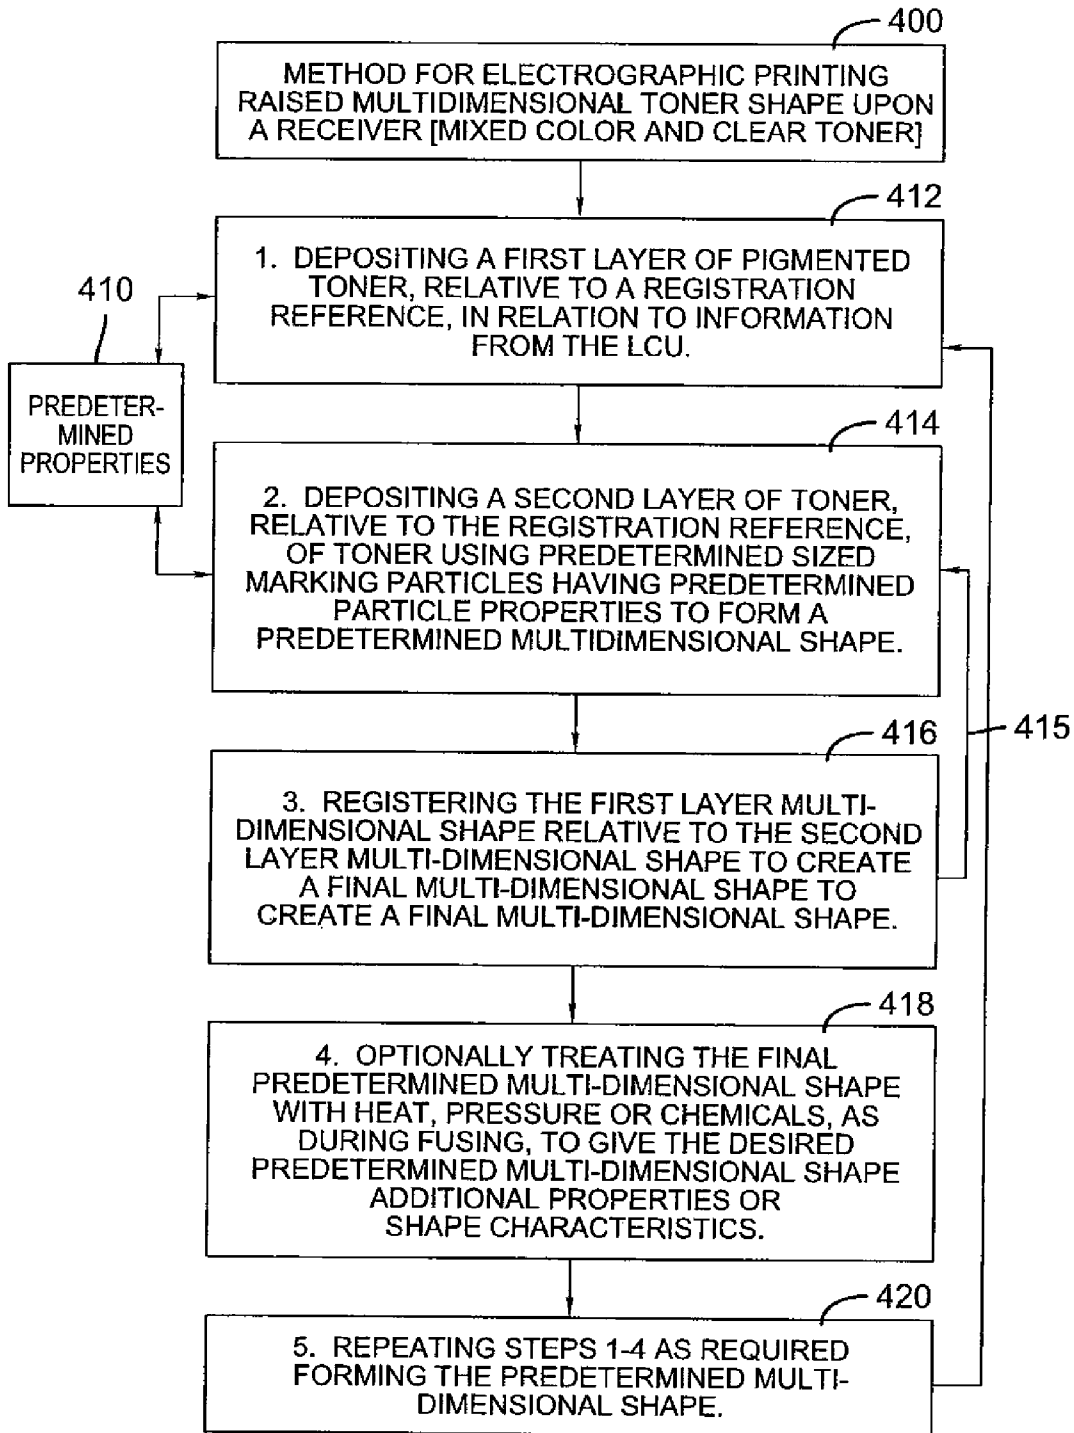 400
METHOD FOR ELECTROGRAPHIC PRINTING
RAISED MULTIDIMENSIONAL TONER SHAPE UPON
A RECEIVER [MIXED COLOR AND CLEAR TONER]
412
1. DEPOSITING A FIRST LAYER OF PIGMENTED
TONER, RELATIVE TO A REGISTRATION
REFERENCE, IN RELATION TO INFORMATION
FROM THE LCU.
410
PREDETER-
MINED
PROPERTIES
414
2. DEPOSITING A SECOND LAYER OF TONER,
RELATIVE TO THE REGISTRATION REFERENCE,
OF TONER USING PREDETERMINED SIZED
MARKING PARTICLES HAVING PREDETERMINED
PARTICLE PROPERTIES TO FORM A
PREDETERMINED MULTIDIMENSIONAL SHAPE.
415
416
3. REGISTERING THE FIRST LAYER MULTI-
DIMENSIONAL SHAPE RELATIVE TO THE SECOND
LAYER MULTI-DIMENSIONAL SHAPE TO CREATE
A FINAL MULTI-DIMENSIONAL SHAPE TO
CREATE A FINAL MULTI-DIMENSIONAL SHAPE.
418
4. OPTIONALLY TREATING THE FINAL
PREDETERMINED MULTI-DIMENSIONAL SHAPE
WITH HEAT, PRESSURE OR CHEMICALS, AS
DURING FUSING, TO GIVE THE DESIRED
PREDETERMINED MULTI-DIMENSIONAL SHAPE
ADDITIONAL PROPERTIES OR
SHAPE CHARACTERISTICS.
420
5. REPEATING STEPS 1-4 AS REQUIRED
FORMING THE PREDETERMINED MULTI-
DIMENSIONAL SHAPE.